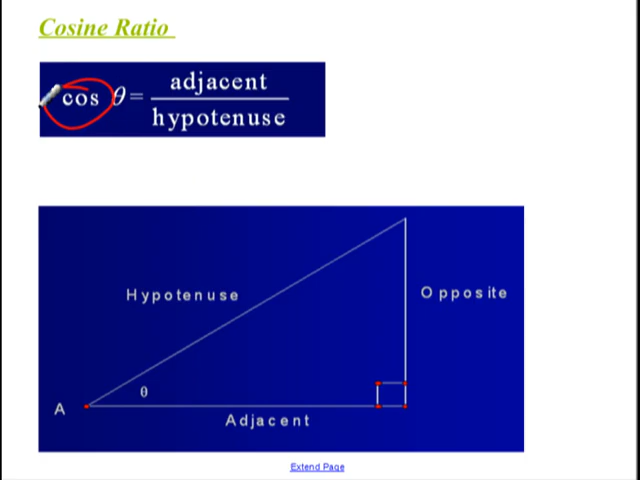 Cosine Ratio
cos θ = adjacent
hypotenuse
Hypotenuse
Opposite
θ
A
Adjacent
Extend Page